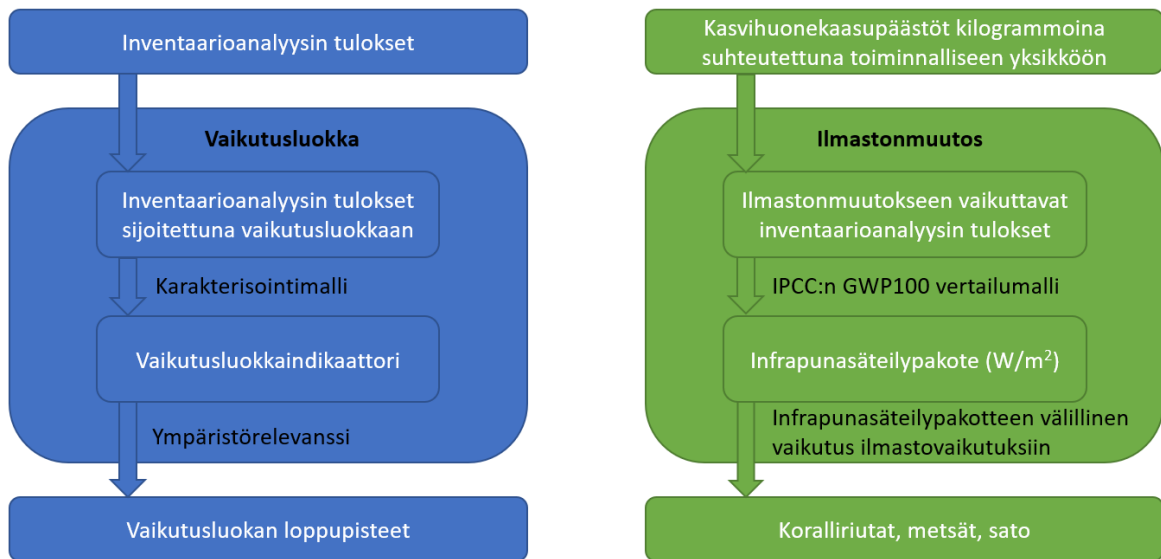 Inventaarioanalyysin tulokset
Vaikutusluokka
Inventaarioanalyysin tulokset
sijoitettuna vaikutusluokkaan
Karakterisointimalli
Vaikutusluokkaindikaattori
Ympäristörelevanssi
Vaikutusluokan loppupisteet
Kasvihuonekaasupäästöt kilogrammoina
suhteutettuna toiminnalliseen yksikköön
Ilmastonmuutos
Ilmastonmuutokseen vaikuttavat
inventaarioanalyysin tulokset
IPCC:n GWP100 vertailumalli
Infrapunasäteilypakote (W/m²)
Infrapunasäteilypakotteen välillinen
vaikutus ilmastovaikutuksiin
Koralliriutat, metsät, sato